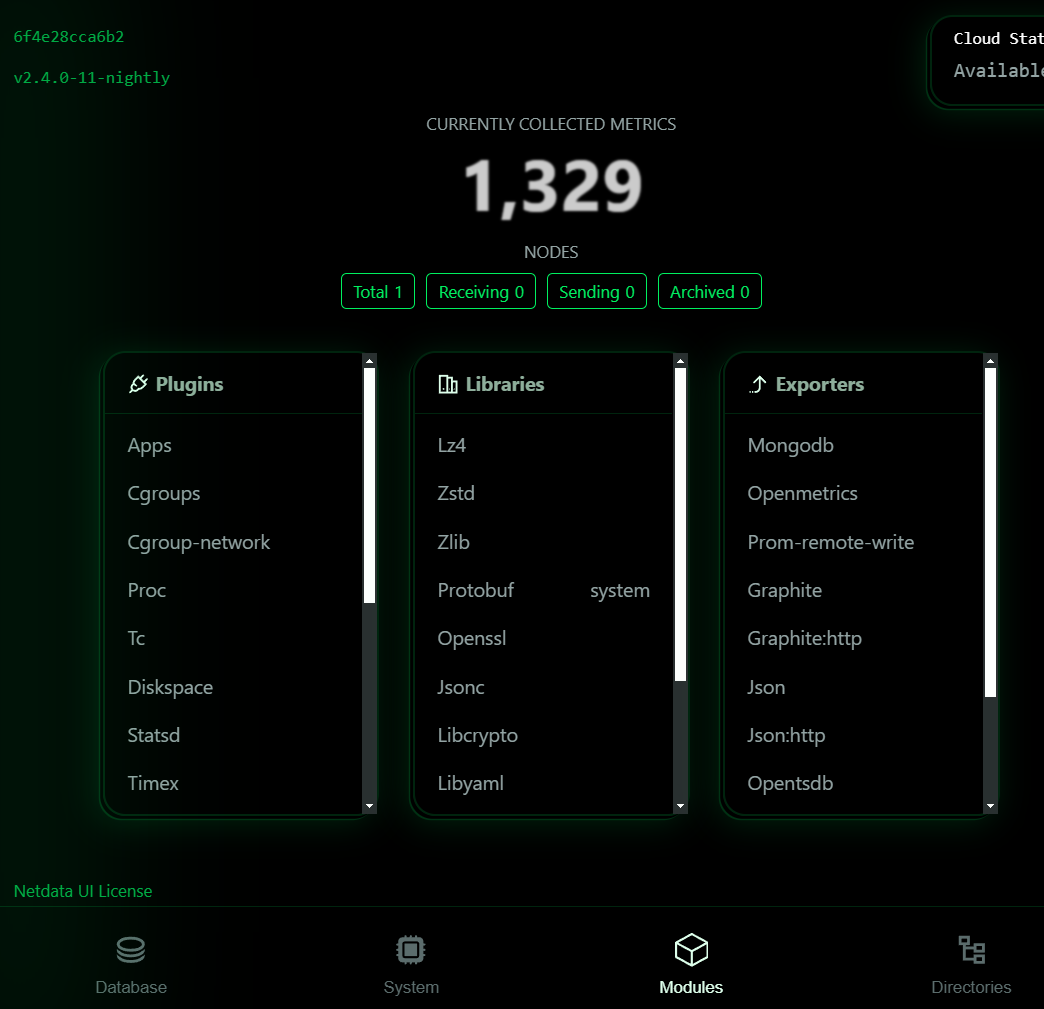 6f4e28cca6b2
v2.4.0-11-nightly
Cloud Stat
Available
CURRENTLY COLLECTED METRICS
1,329
NODES
Total 1
Receiving 0
Sending 0
Archived 0
Plugins
Apps
Cgroups
Cgroup-network
Proc
Tc
Diskspace
Statsd
Timex
Libraries
Lz4
Zstd
Zlib
Protobuf system
Openssl
Jsonc
Libcrypto
Libyaml
Exporters
Mongodb
Openmetrics
Prom-remote-write
Graphite
Graphite:http
Json
Json:http
Opentsdb
Netdata UI License
Database
System
Modules
Directories